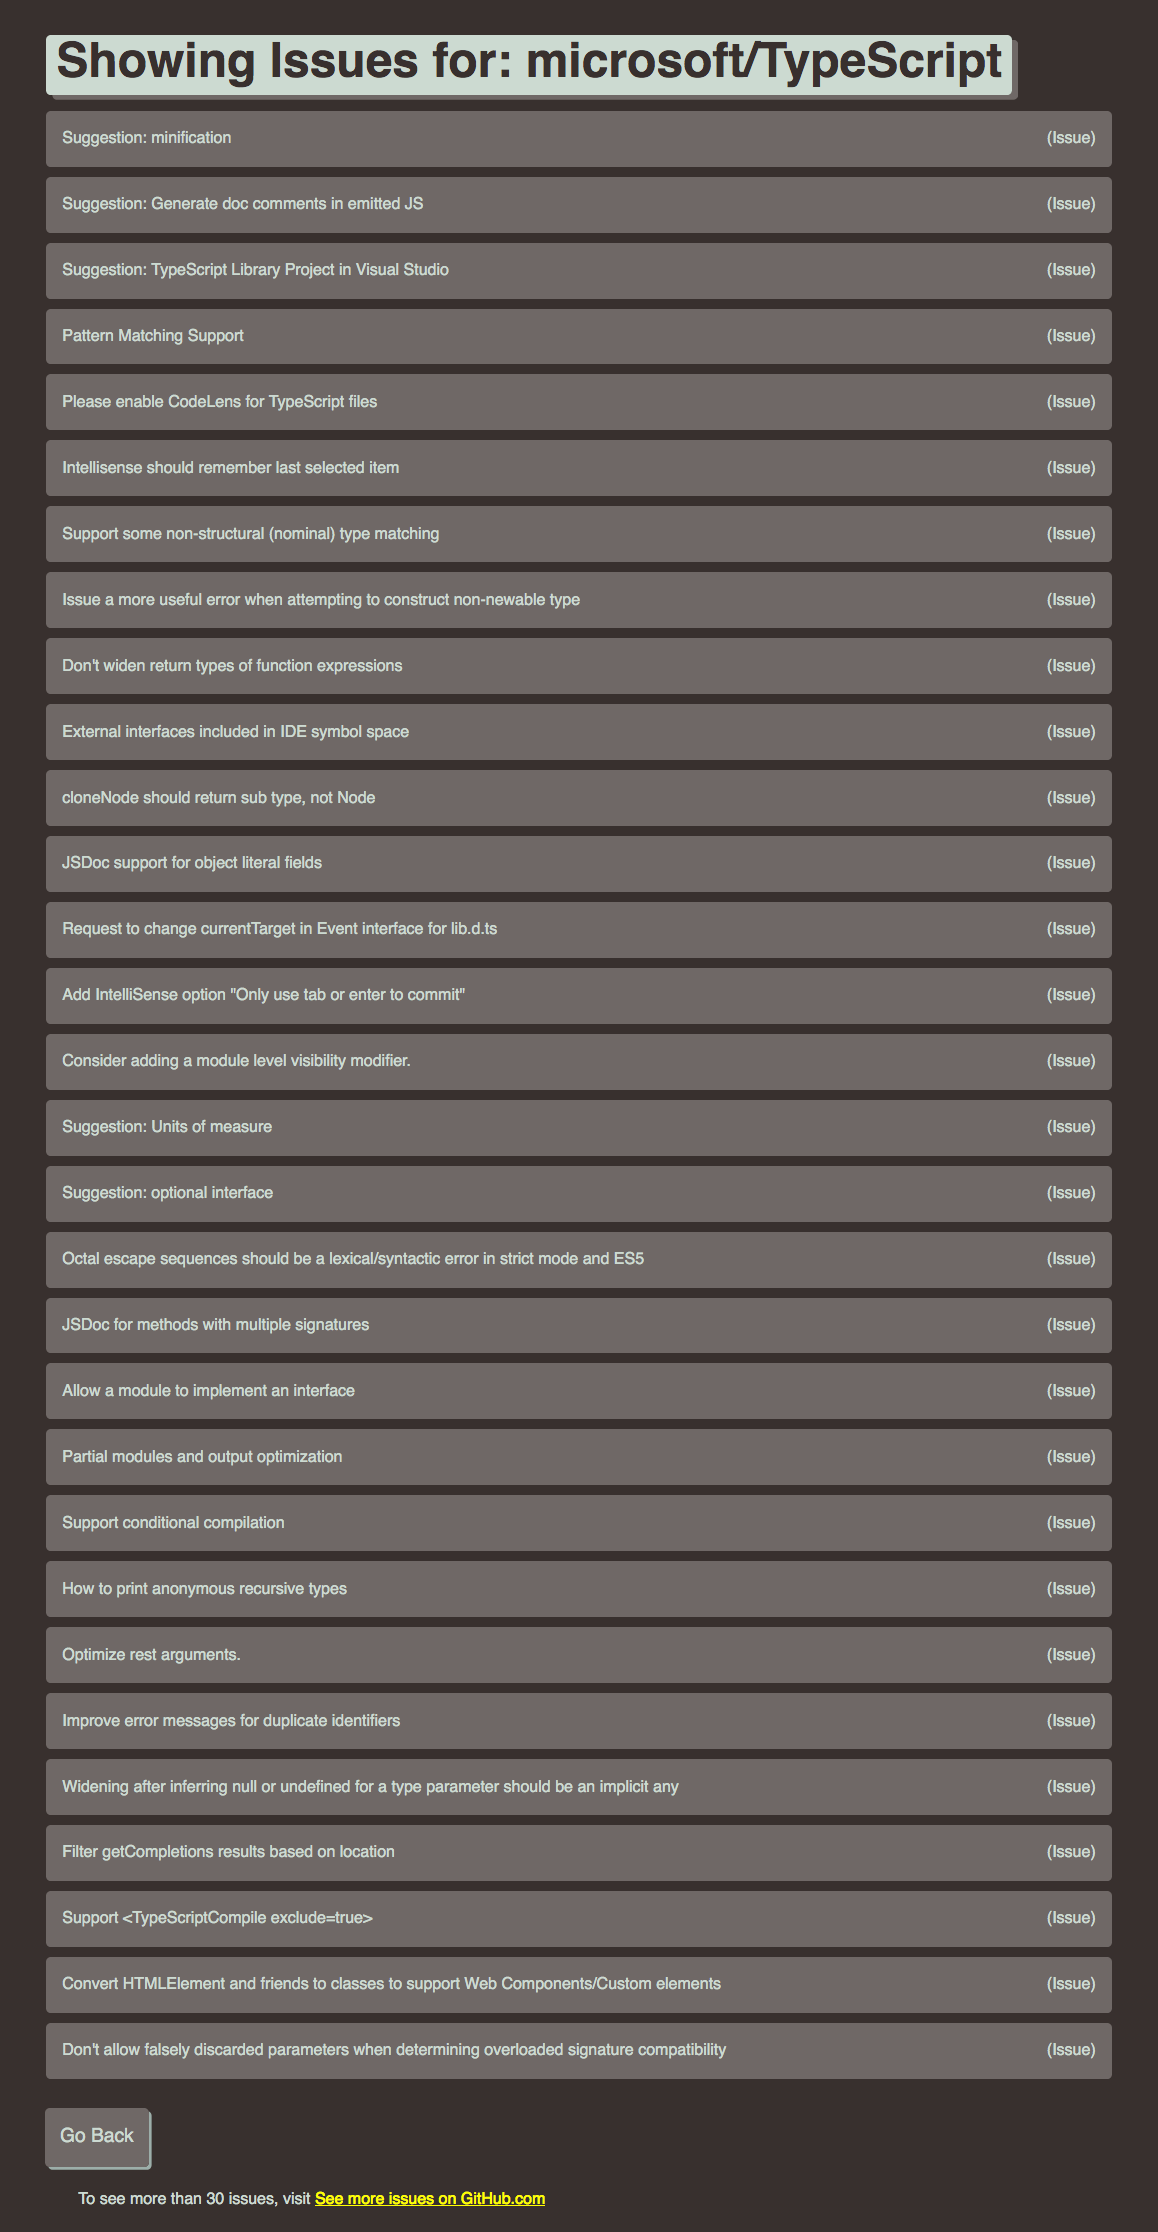 Showing Issues for: microsoft/TypeScript
Suggestion: minification (Issue)
Suggestion: Generate doc comments in emitted JS (Issue)
Suggestion: TypeScript Library Project in Visual Studio (Issue)
Pattern Matching Support (Issue)
Please enable CodeLens for TypeScript files (Issue)
Intellisense should remember last selected item (Issue)
Support some non-structural (nominal) type matching (Issue)
Issue a more useful error when attempting to construct non-newable type (Issue)
Don't widen return types of function expressions (Issue)
External interfaces included in IDE symbol space (Issue)
cloneNode should return sub type, not Node (Issue)
JSDoc support for object literal fields (Issue)
Request to change currentTarget in Event interface for lib.d.ts (Issue)
Add IntelliSense option "Only use tab or enter to commit" (Issue)
Consider adding a module level visibility modifier. (Issue)
Suggestion: Units of measure (Issue)
Suggestion: optional interface (Issue)
Octal escape sequences should be a lexical/syntactic error in strict mode and ES5 (Issue)
JSDoc for methods with multiple signatures (Issue)
Allow a module to implement an interface (Issue)
Partial modules and output optimization (Issue)
Support conditional compilation (Issue)
How to print anonymous recursive types (Issue)
Optimize rest arguments. (Issue)
Improve error messages for duplicate identifiers (Issue)
Widening after inferring null or undefined for a type parameter should be an implicit any (Issue)
Filter getCompletions results based on location (Issue)
Support <TypeScriptCompile exclude=true> (Issue)
Convert HTMLElement and friends to classes to support Web Components/Custom elements (Issue)
Don't allow falsely discarded parameters when determining overloaded signature compatibility (Issue)
Go Back
To see more than 30 issues, visit See more issues on GitHub.com